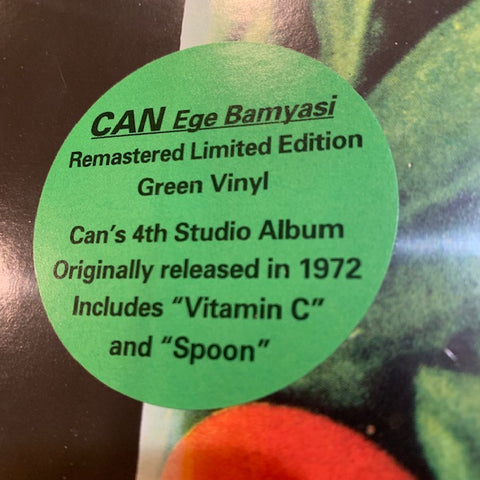 CAN Ege Bamyasi
Remastered Limited Edition
Green Vinyl
Can's 4th Studio Album
Originally released in 1972
Includes “Vitamin C”
and “Spoon”